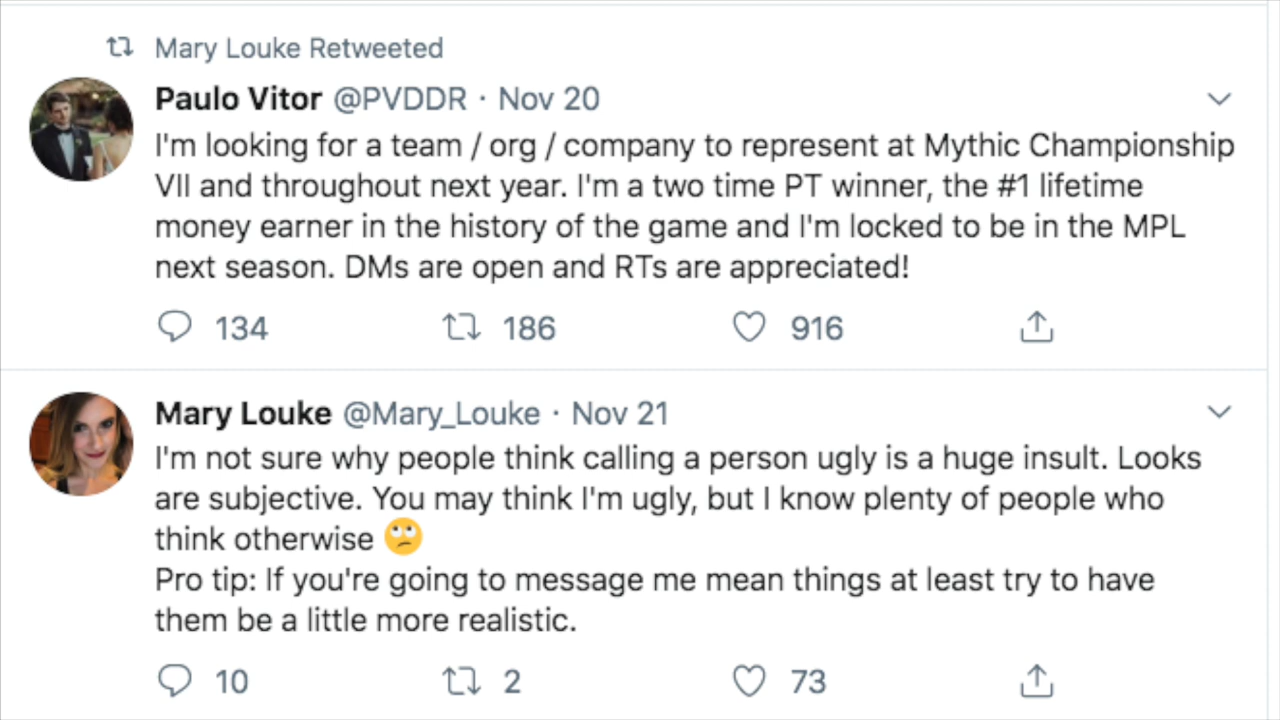 Mary Louke Retweeted
Paulo Vitor @PVDDR · Nov 20
I'm looking for a team / org / company to represent at Mythic Championship
VII and throughout next year. I'm a two time PT winner, the #1 lifetime
money earner in the history of the game and I'm locked to be in the MPL
next season. DMs are open and RTs are appreciated!
134 186 916
Mary Louke @Mary_Louke · Nov 21
I'm not sure why people think calling a person ugly is a huge insult. Looks
are subjective. You may think I'm ugly, but I know plenty of people who
think otherwise 🙄
Pro tip: If you're going to message me mean things at least try to have
them be a little more realistic.
10 2 73